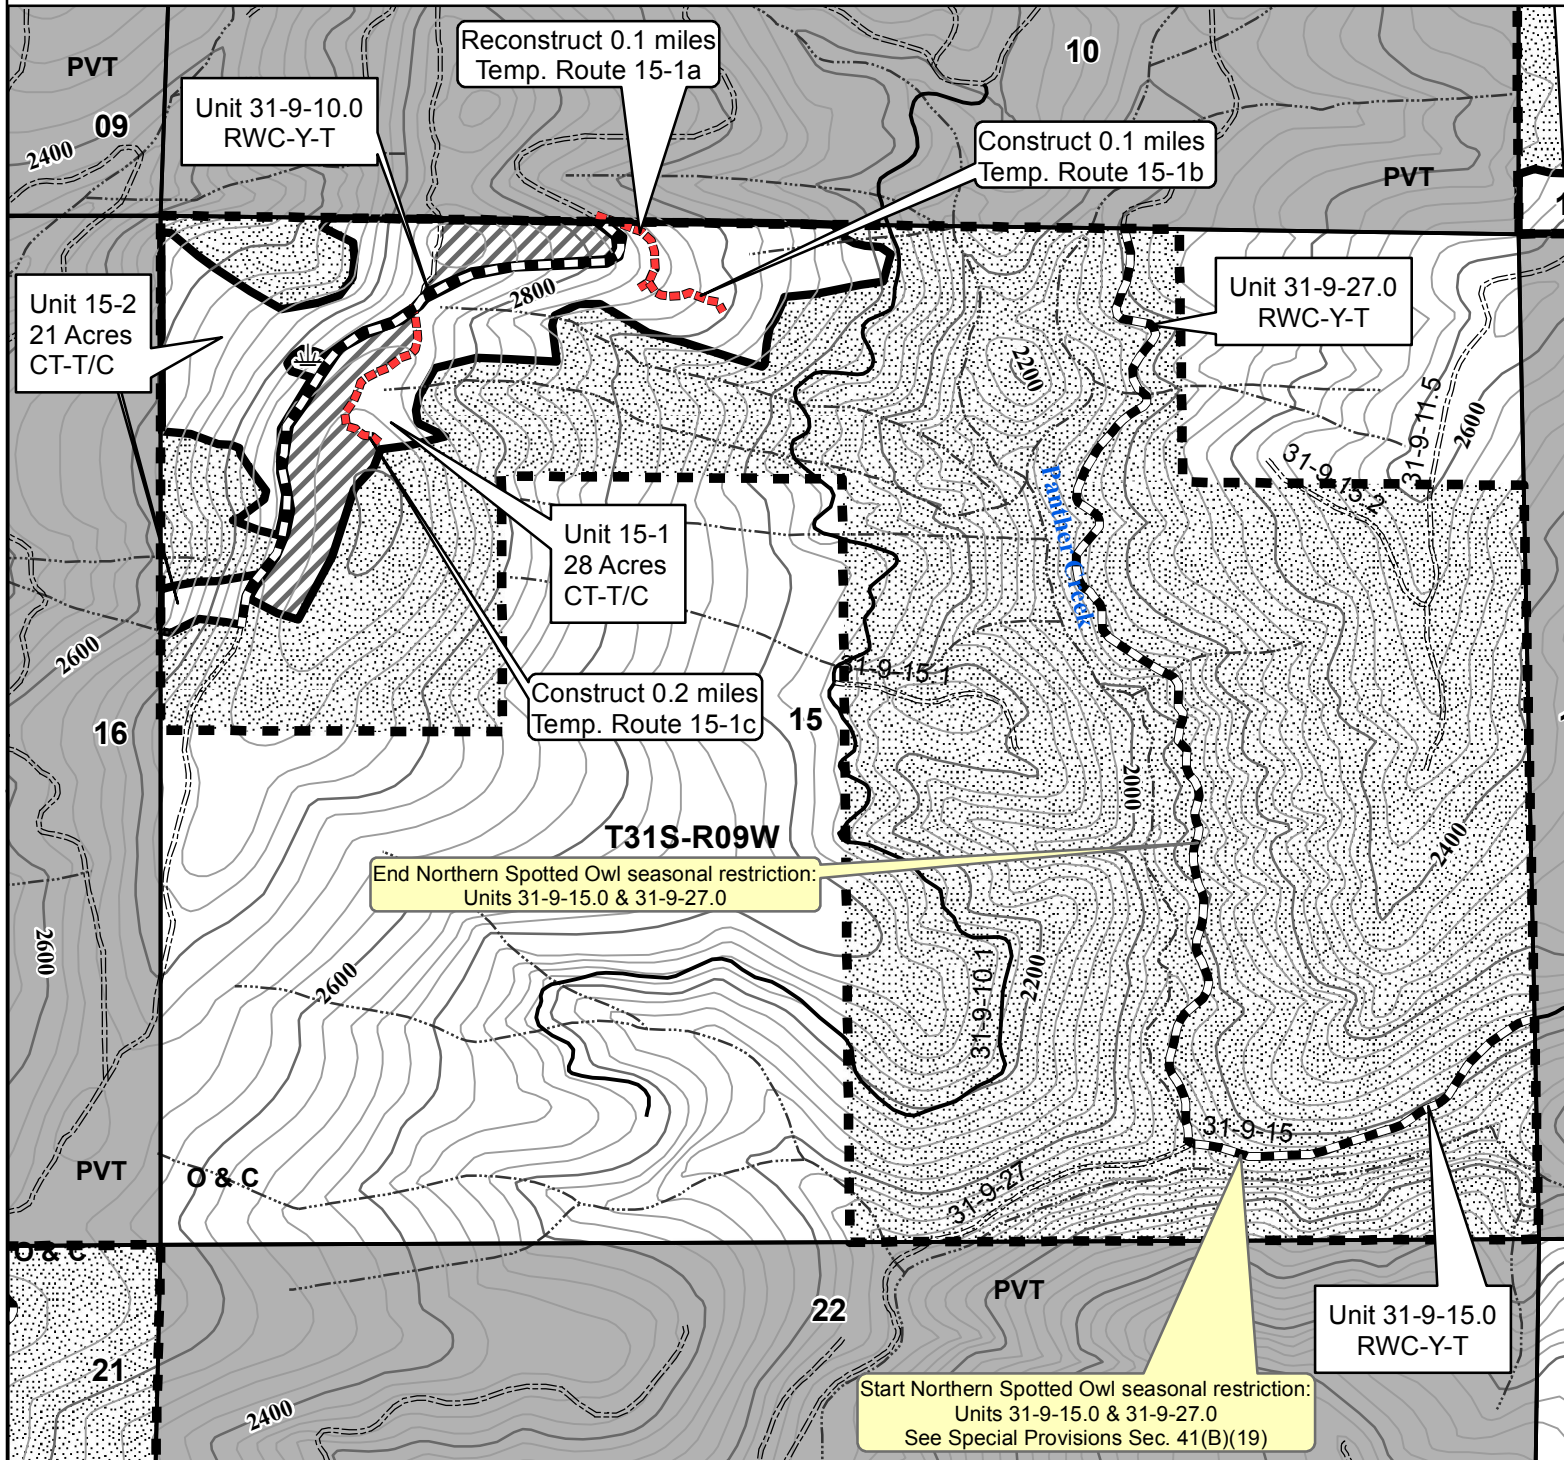 Reconstruct 0.1 miles
Temp. Route 15-1a
10
PVT
Unit 31-9-10.0
RWC-Y-T
09
2400
Construct 0.1 miles
Temp. Route 15-1b
PVT
1
Unit 15-2
21 Acres
CT-T/C
2800
Unit 31-9-27.0
RWC-Y-T
2200
31-9-11.5
2600
31-9-15.2
Panther Creek
Unit 15-1
28 Acres
CT-T/C
2600
31-9-15.1
Construct 0.2 miles
Temp. Route 15-1c
15
16
2000
T31S-R09W
2400
End Northern Spotted Owl seasonal restriction:
Units 31-9-15.0 & 31-9-27.0
2600
2600
31-9-10.1
2200
31-9-15
PVT
O & C
31-9-27
O & C
PVT
22
Unit 31-9-15.0
RWC-Y-T
21
2400
Start Northern Spotted Owl seasonal restriction:
Units 31-9-15.0 & 31-9-27.0
See Special Provisions Sec. 41(B)(19)